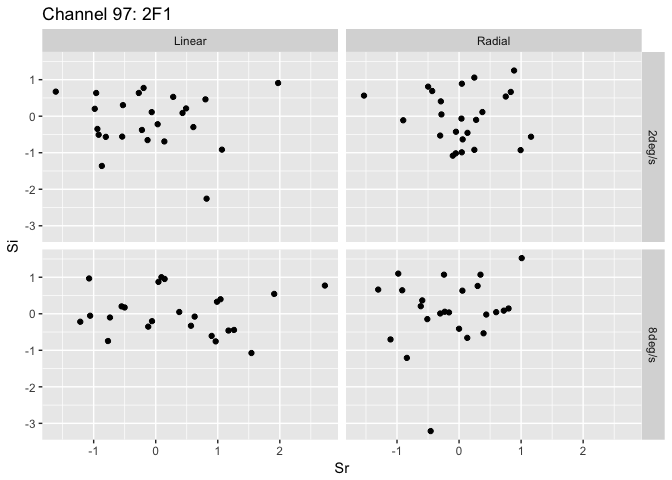 Channel 97: 2F1
Linear
Radial
1
0
-1
-2
-3
2deg/s
Si
1
0
-1
-2
-3
8deg/s
-1 0 1 2
-1 0 1 2
Sr